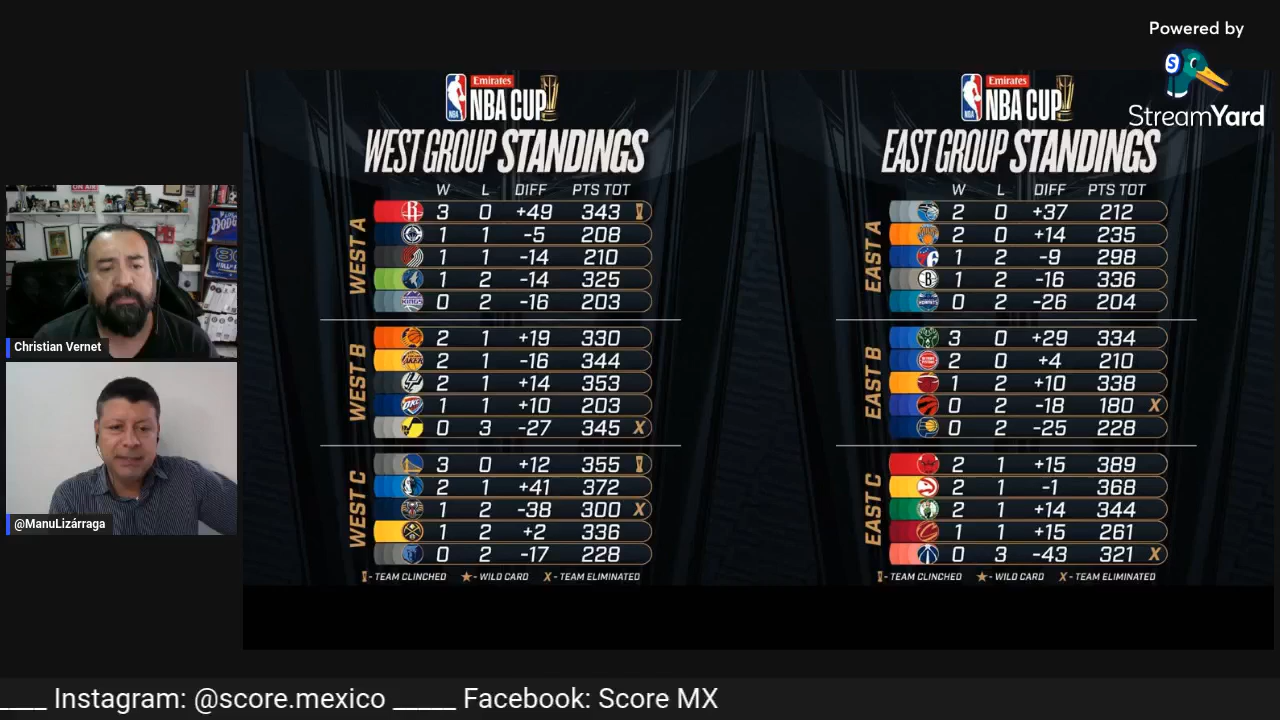 Powered by
StreamYard
Emirates
NBA CUP
NBA
WEST GROUP STANDINGS
W L DIFF PTS TOT
WEST A
3 0 +49 343
1 1 -5 208
1 1 -14 210
1 2 -14 325
KINGS 0 2 -16 203
WEST B
2 1 +19 330
LAKERS 2 1 -16 344
2 1 +14 353
OKC 1 1 +10 203
0 3 -27 345 X
WEST C
3 0 +12 355
2 1 +41 372
1 2 -38 300 X
1 2 +2 336
0 2 -17 228
- TEAM CLINCHED ★- WILD CARD X - TEAM ELIMINATED
Emirates
NBA CUP
NBA
EAST GROUP STANDINGS
W L DIFF PTS TOT
EAST A
2 0 +37 212
2 0 +14 235
1 2 -9 298
B 1 2 -16 336
0 2 -26 204
EAST B
3 0 +29 334
2 0 +4 210
1 2 +10 338
0 2 -18 180 X
0 2 -25 228
EAST C
2 1 +15 389
2 1 -1 368
2 1 +14 344
1 1 +15 261
0 3 -43 321 X
- TEAM CLINCHED ★- WILD CARD X - TEAM ELIMINATED
ON AIR
Christian Vernet
@ManuLizárraga
____ Instagram: @score.mexico _____ Facebook: Score MX